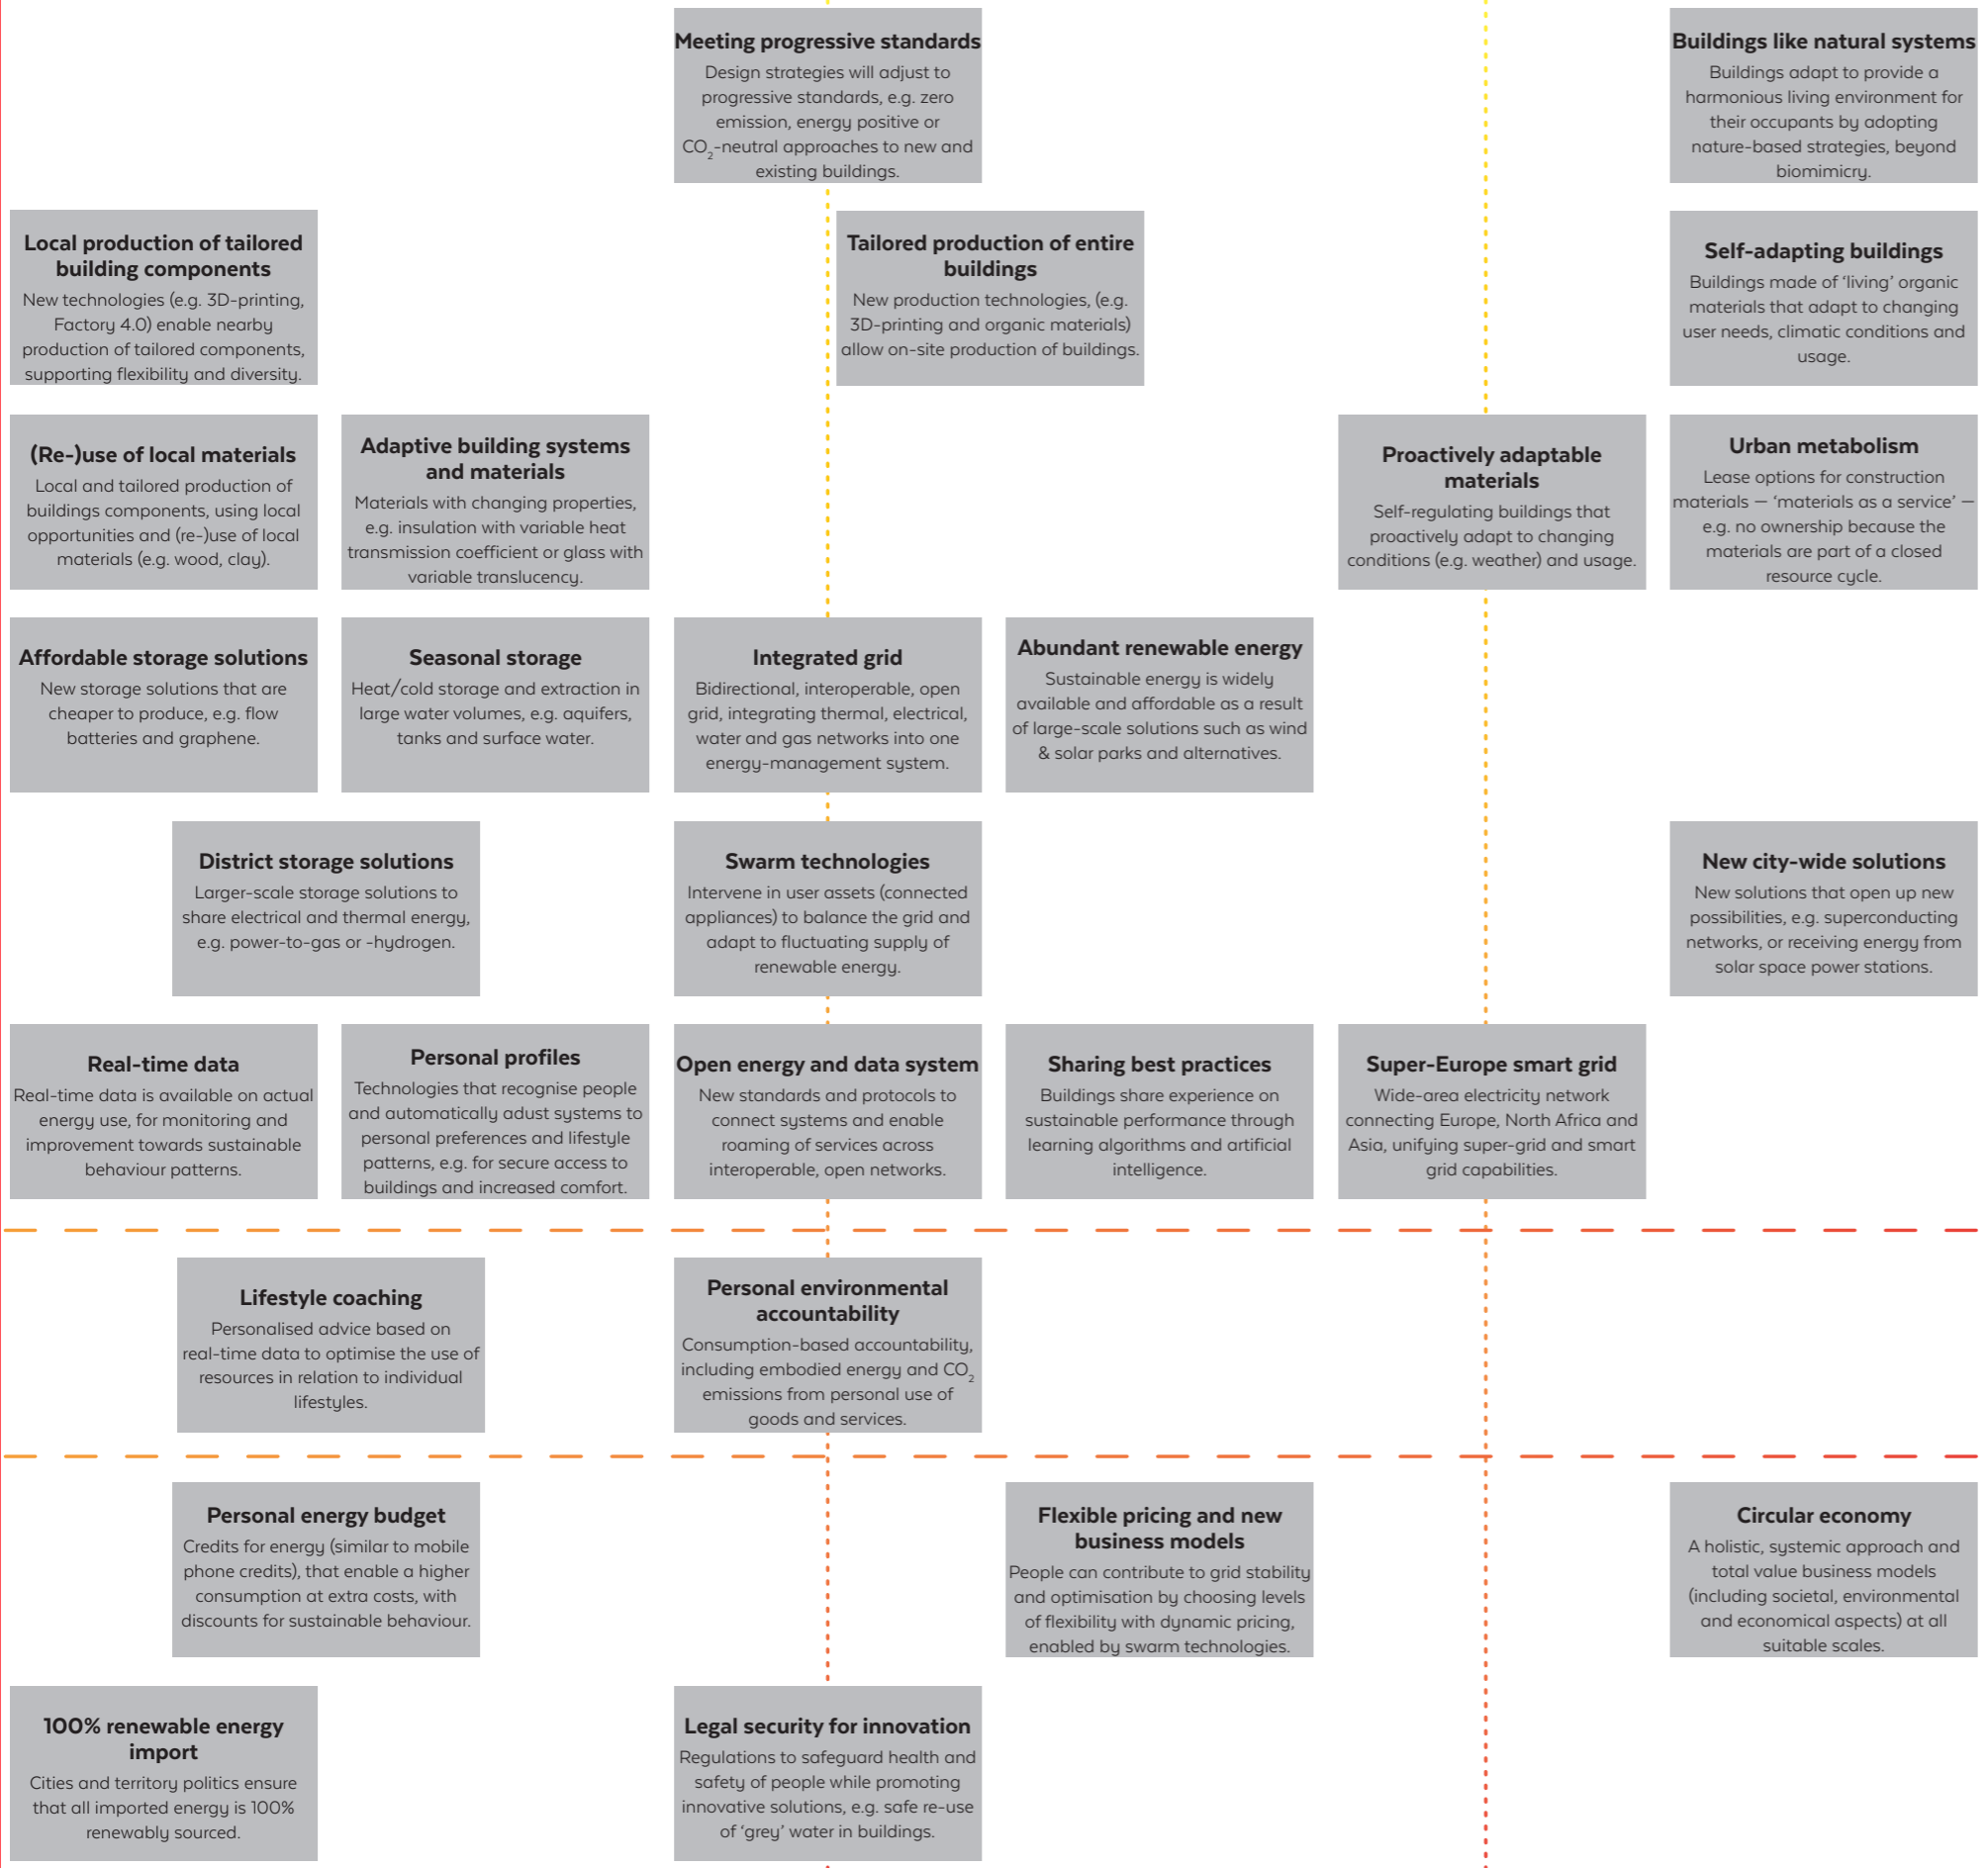 Meeting progressive standards
Design strategies will adjust to
progressive standards, e.g. zero
emission, energy positive or
CO₂-neutral approaches to new and
existing buildings.
Buildings like natural systems
Buildings adapt to provide a
harmonious living environment for
their occupants by adopting
nature-based strategies, beyond
biomimicry.
Local production of tailored
building components
New technologies (e.g. 3D-printing,
Factory 4.0) enable nearby
production of tailored components,
supporting flexibility and diversity.
Tailored production of entire
buildings
New production technologies, (e.g.
3D-printing and organic materials)
allow on-site production of buildings.
Self-adapting buildings
Buildings made of ‘living’ organic
materials that adapt to changing
user needs, climatic conditions and
usage.
(Re-)use of local materials
Local and tailored production of
buildings components, using local
opportunities and (re-)use of local
materials (e.g. wood, clay).
Adaptive building systems
and materials
Materials with changing properties,
e.g. insulation with variable heat
transmission coefficient or glass with
variable translucency.
Proactively adaptable
materials
Self-regulating buildings that
proactively adapt to changing
conditions (e.g. weather) and usage.
Urban metabolism
Lease options for construction
materials — ‘materials as a service’ —
e.g. no ownership because the
materials are part of a closed
resource cycle.
Affordable storage solutions
New storage solutions that are
cheaper to produce, e.g. flow
batteries and graphene.
Seasonal storage
Heat/cold storage and extraction in
large water volumes, e.g. aquifers,
tanks and surface water.
Integrated grid
Bidirectional, interoperable, open
grid, integrating thermal, electrical,
water and gas networks into one
energy-management system.
Abundant renewable energy
Sustainable energy is widely
available and affordable as a result
of large-scale solutions such as wind
& solar parks and alternatives.
District storage solutions
Larger-scale storage solutions to
share electrical and thermal energy,
e.g. power-to-gas or -hydrogen.
Swarm technologies
Intervene in user assets (connected
appliances) to balance the grid and
adapt to fluctuating supply of
renewable energy.
New city-wide solutions
New solutions that open up new
possibilities, e.g. superconducting
networks, or receiving energy from
solar space power stations.
Real-time data
Real-time data is available on actual
energy use, for monitoring and
improvement towards sustainable
behaviour patterns.
Personal profiles
Technologies that recognise people
and automatically adust systems to
personal preferences and lifestyle
patterns, e.g. for secure access to
buildings and increased comfort.
Open energy and data system
New standards and protocols to
connect systems and enable
roaming of services across
interoperable, open networks.
Sharing best practices
Buildings share experience on
sustainable performance through
learning algorithms and artificial
intelligence.
Super-Europe smart grid
Wide-area electricity network
connecting Europe, North Africa and
Asia, unifying super-grid and smart
grid capabilities.
Lifestyle coaching
Personalised advice based on
real-time data to optimise the use of
resources in relation to individual
lifestyles.
Personal environmental
accountability
Consumption-based accountability,
including embodied energy and CO₂
emissions from personal use of
goods and services.
Personal energy budget
Credits for energy (similar to mobile
phone credits), that enable a higher
consumption at extra costs, with
discounts for sustainable behaviour.
Flexible pricing and new
business models
People can contribute to grid stability
and optimisation by choosing levels
of flexibility with dynamic pricing,
enabled by swarm technologies.
Circular economy
A holistic, systemic approach and
total value business models
(including societal, environmental
and economical aspects) at all
suitable scales.
100% renewable energy
import
Cities and territory politics ensure
that all imported energy is 100%
renewably sourced.
Legal security for innovation
Regulations to safeguard health and
safety of people while promoting
innovative solutions, e.g. safe re-use
of ‘grey’ water in buildings.